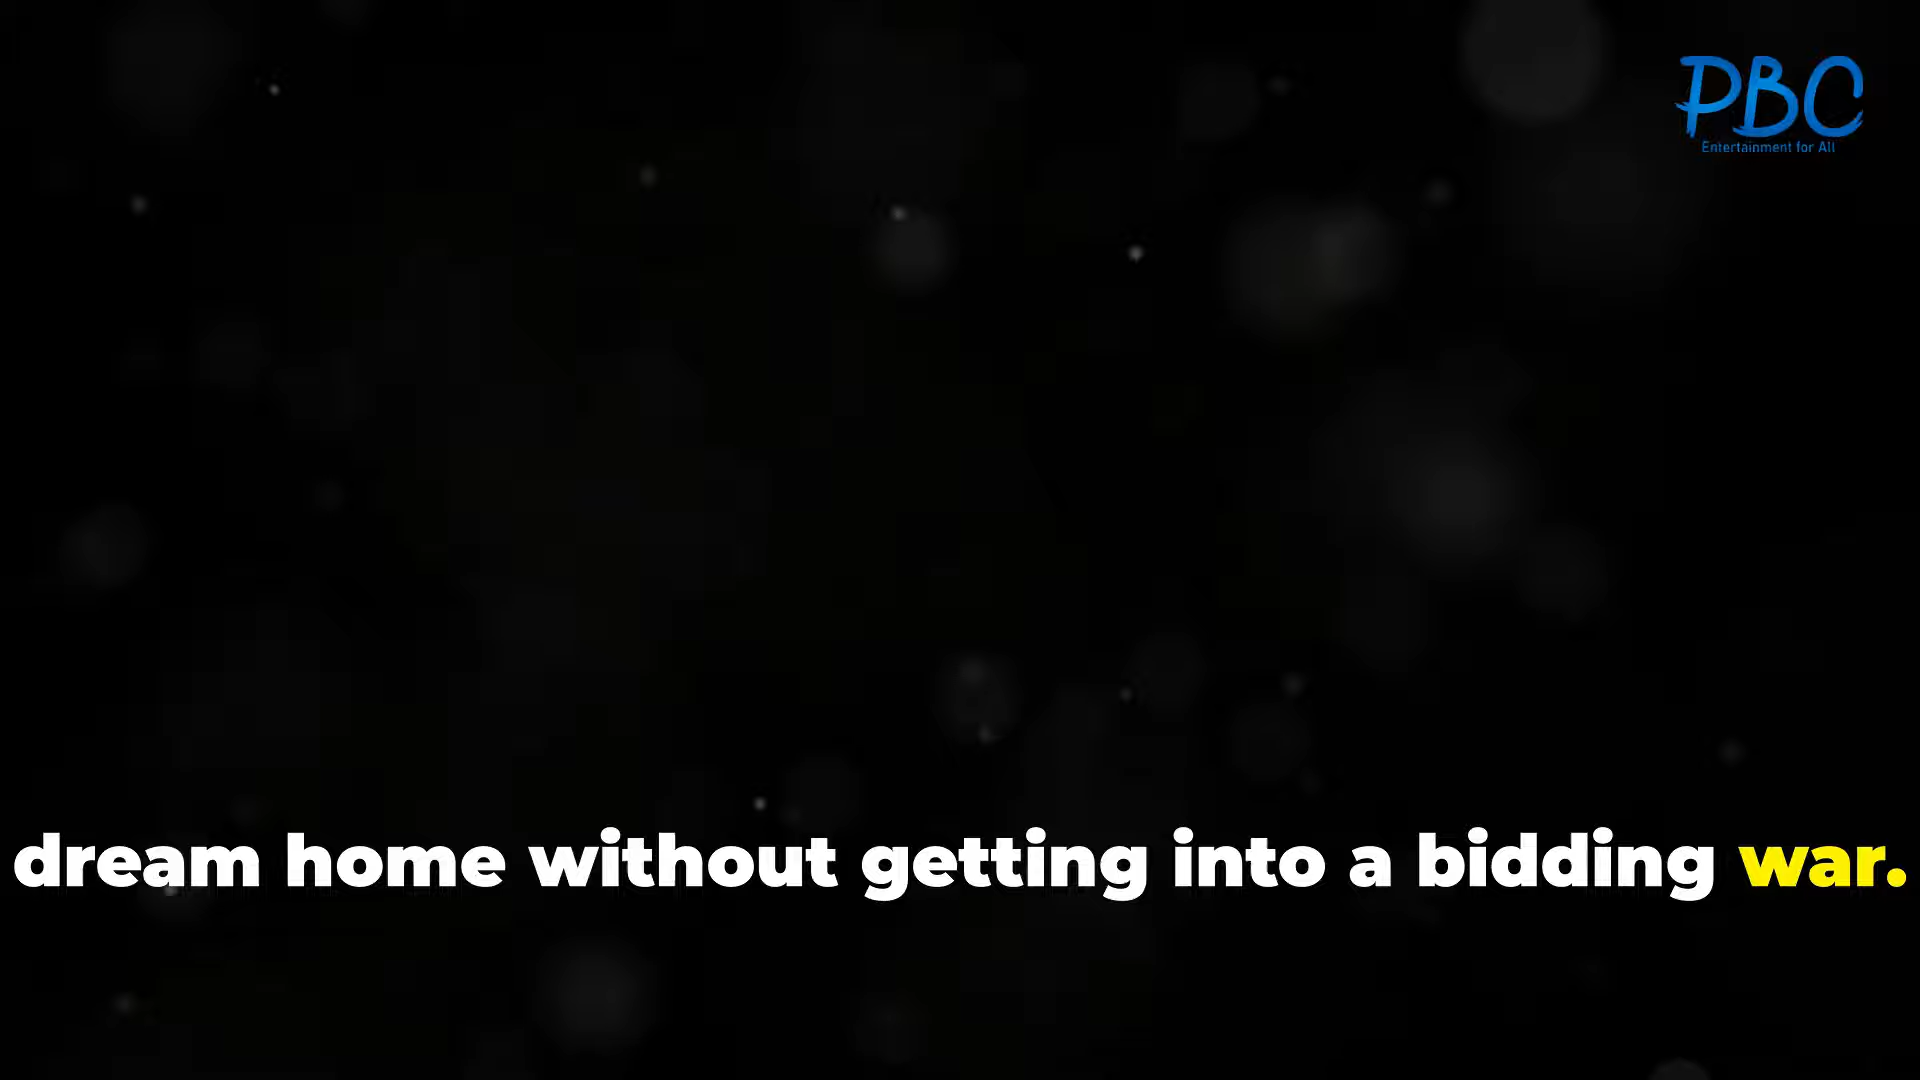 PBC
Entertainment for All
dream home without getting into a bidding war.